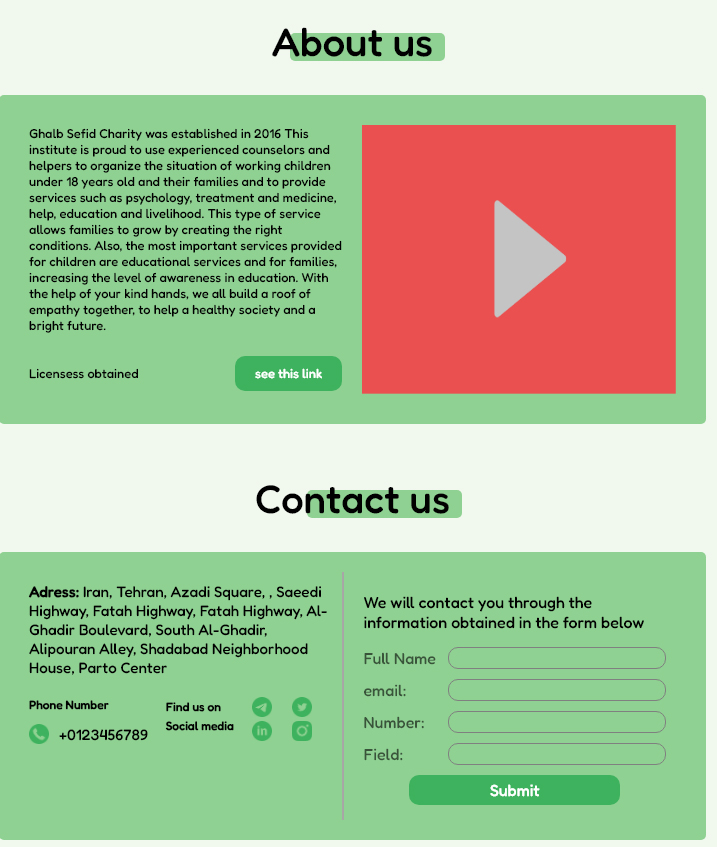 About us
Ghalb Sefid Charity was established in 2016 This
institute is proud to use experienced counselors and
helpers to organize the situation of working children
under 18 years old and their families and to provide
services such as psychology, treatment and medicine,
help, education and livelihood. This type of service
allows families to grow by creating the right
conditions. Also, the most important services provided
for children are educational services and for families,
increasing the level of awareness in education. With
the help of your kind hands, we all build a roof of
empathy together, to help a healthy society and a
bright future.
Licensess obtained
see this link
Contact us
Adress: Iran, Tehran, Azadi Square, , Saeedi
Highway, Fatah Highway, Fatah Highway, Al-
Ghadir Boulevard, South Al-Ghadir,
Alipouran Alley, Shadabad Neighborhood
House, Parto Center
Phone Number
+0123456789
Find us on
Social media
in
We will contact you through the
information obtained in the form below
Full Name
email:
Number:
Field:
Submit